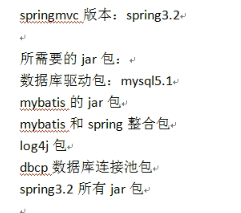 springmvc 版本：spring3.2
所需要的 jar 包：
数据库驱动包：mysql5.1
mybatis 的 jar 包
mybatis 和 spring 整合包
log4j 包
dbcp 数据库连接池包
spring3.2 所有 jar 包